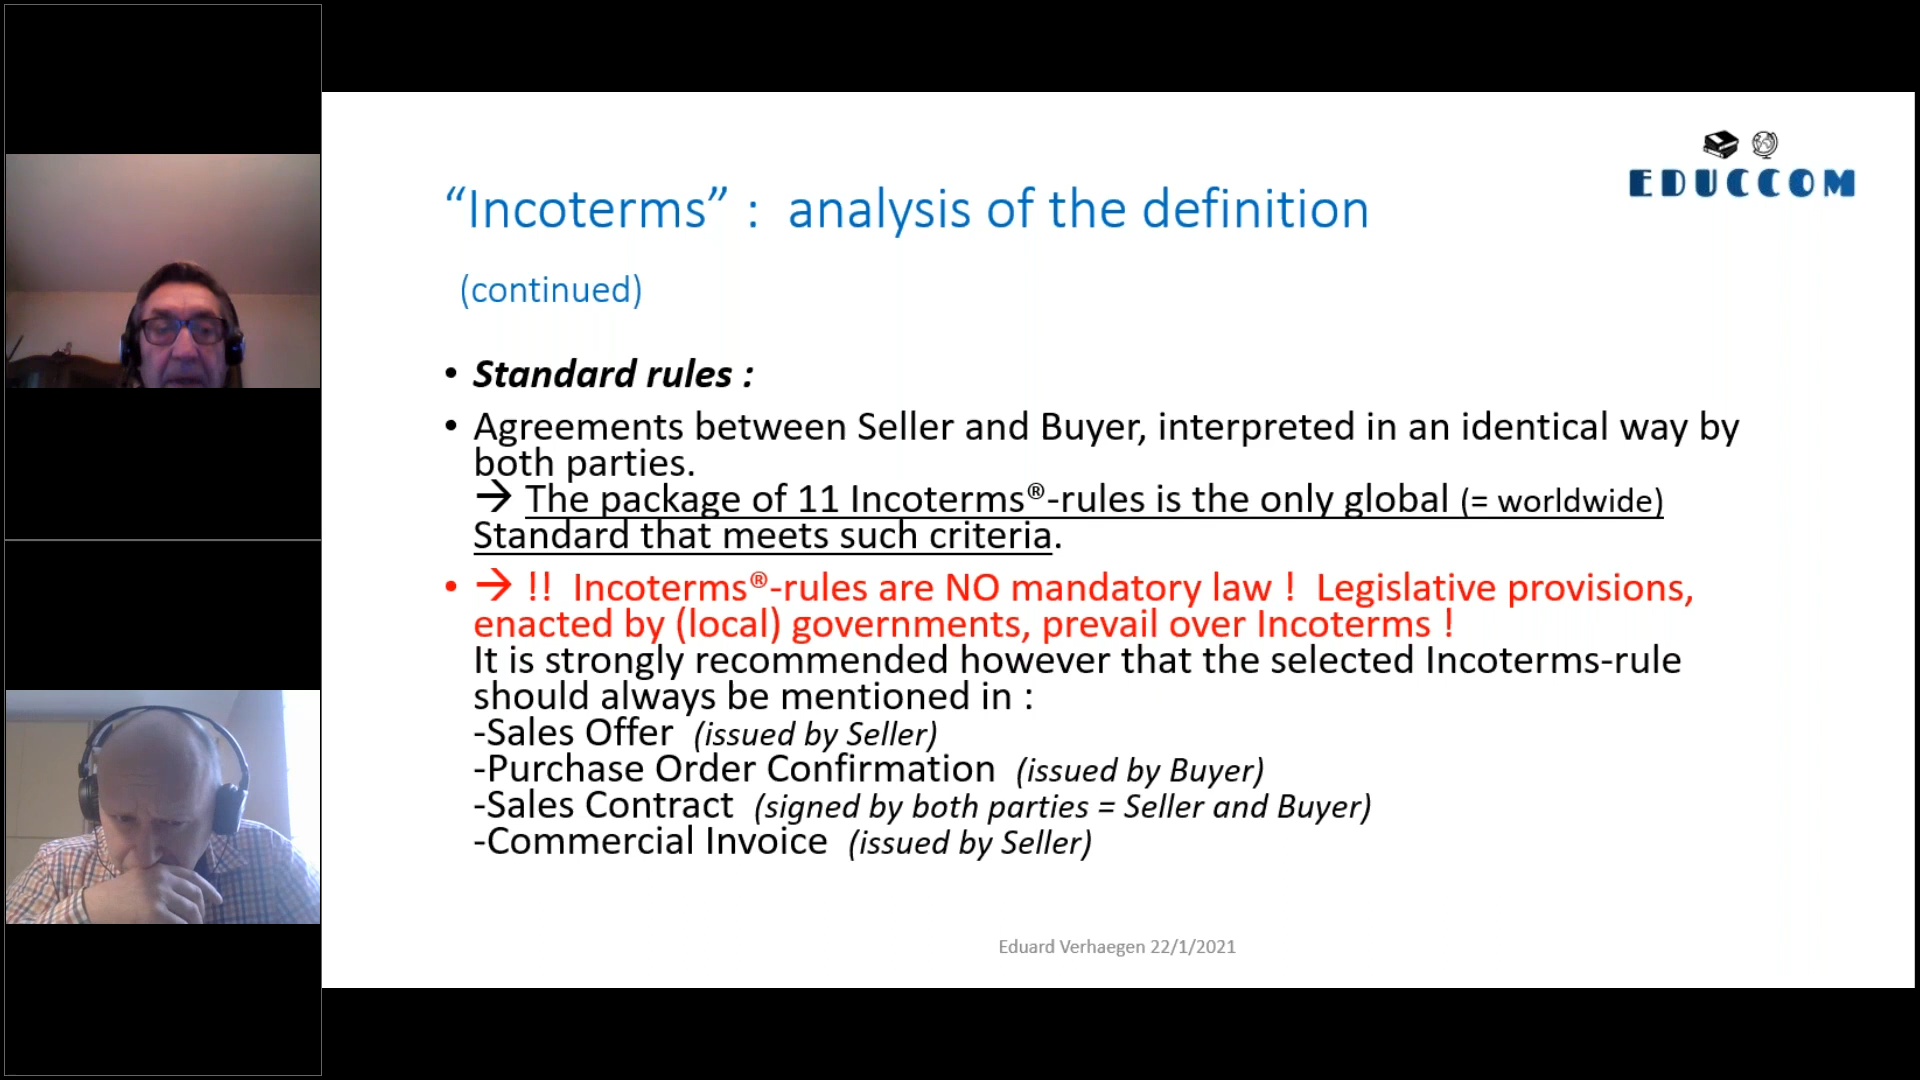 EDUCCOM
“Incoterms” : analysis of the definition
(continued)
• Standard rules :
• Agreements between Seller and Buyer, interpreted in an identical way by
both parties.
→ The package of 11 Incoterms®-rules is the only global (= worldwide)
Standard that meets such criteria.
• → !! Incoterms®-rules are NO mandatory law ! Legislative provisions,
enacted by (local) governments, prevail over Incoterms !
It is strongly recommended however that the selected Incoterms-rule
should always be mentioned in :
-Sales Offer (issued by Seller)
-Purchase Order Confirmation (issued by Buyer)
-Sales Contract (signed by both parties = Seller and Buyer)
-Commercial Invoice (issued by Seller)
Eduard Verhaegen 22/1/2021